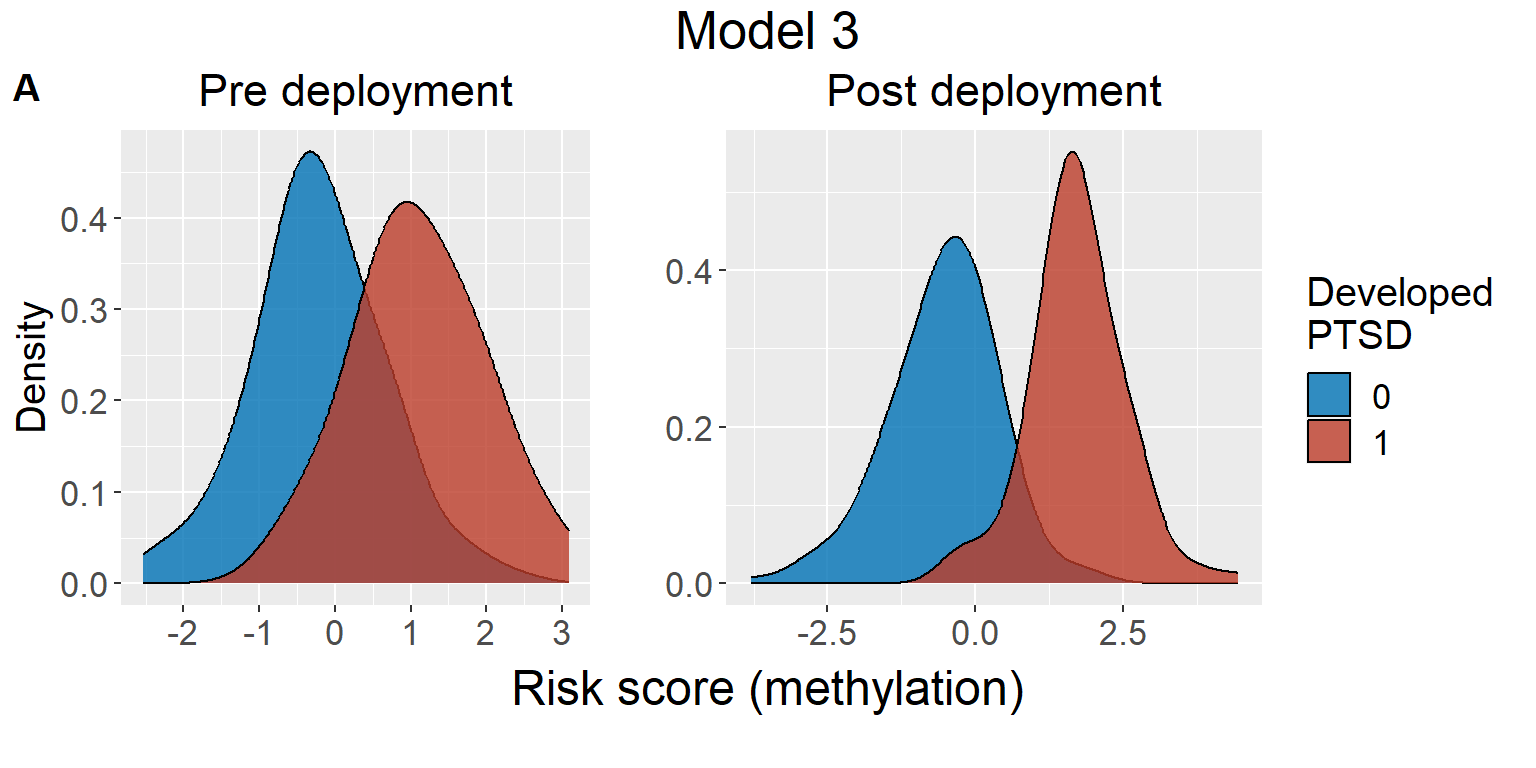 Model 3
A
Pre deployment
Post deployment
Density
0.4
0.3
0.2
0.1
0.0
-2 -1 0 1 2 3
0.4
0.2
0.0
-2.5 0.0 2.5
Risk score (methylation)
Developed
PTSD
0
1